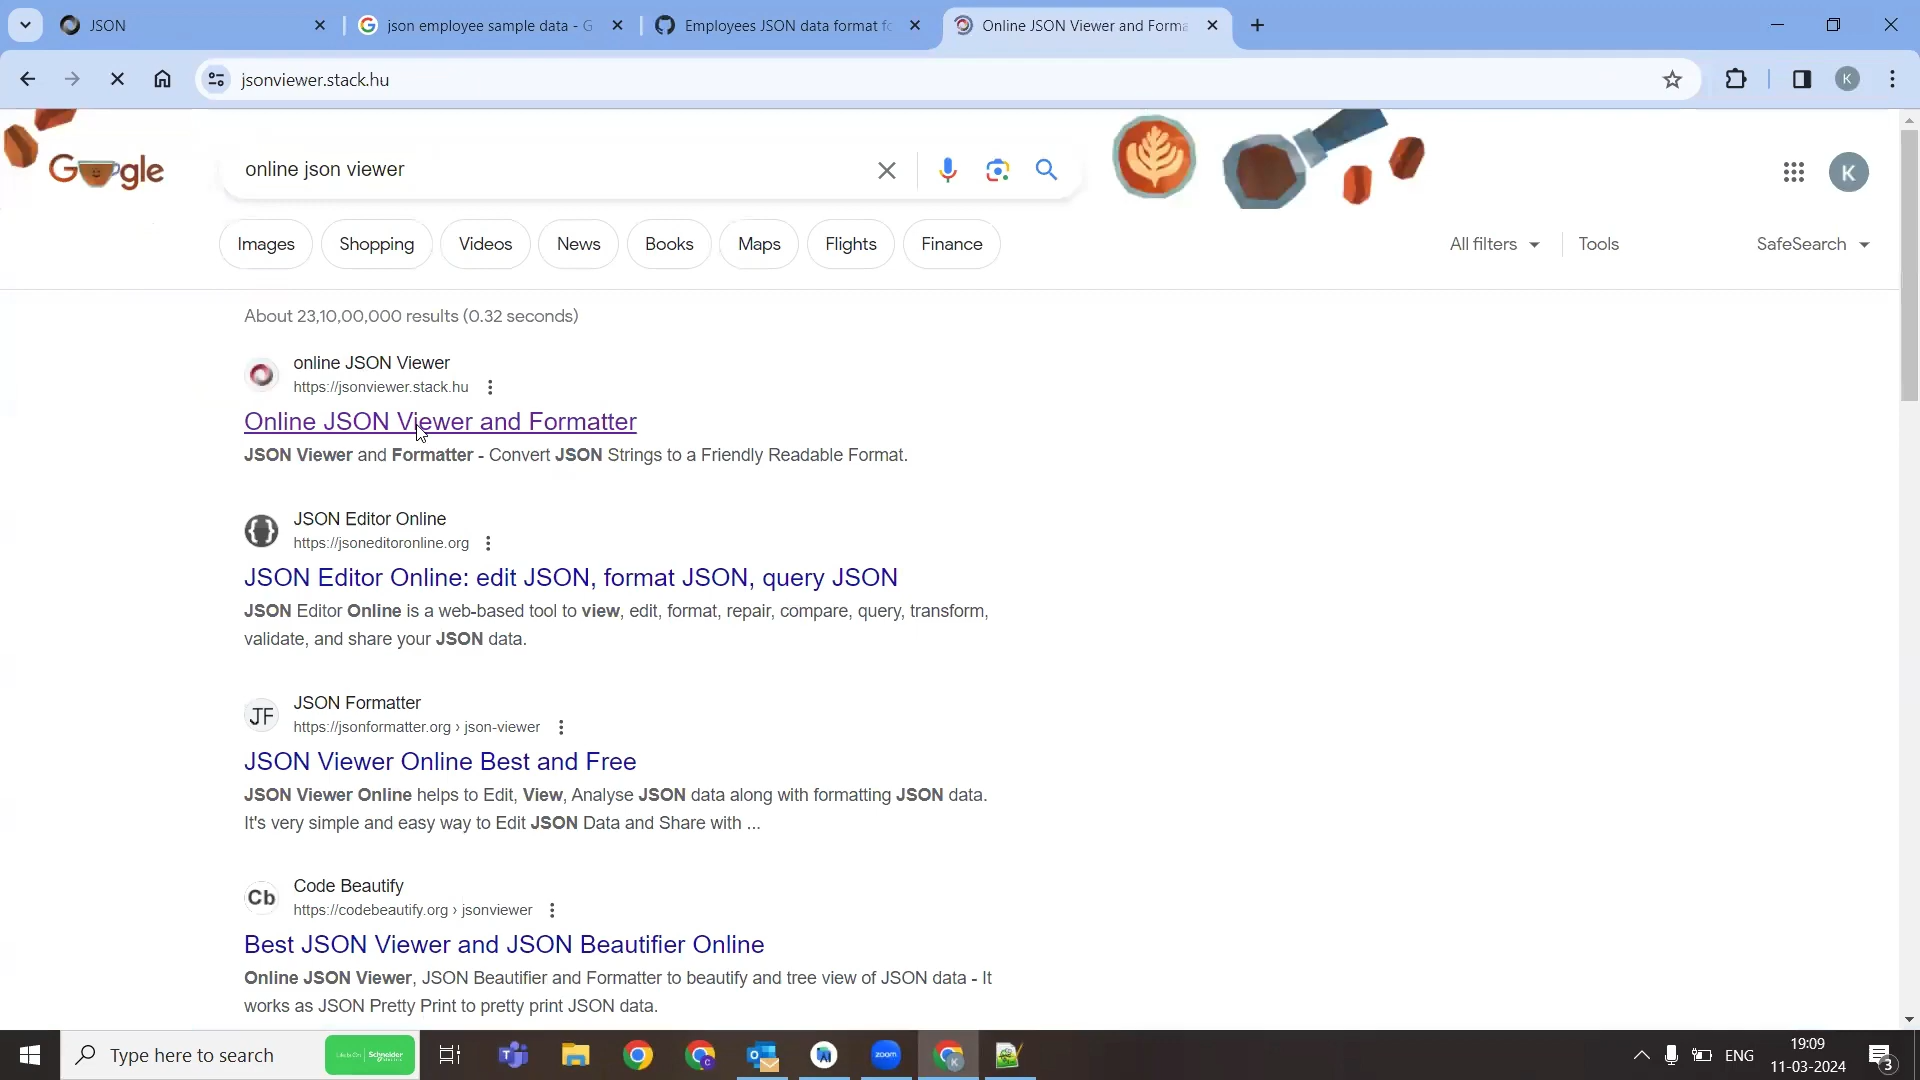 JSON
json employee sample data - G
Employees JSON data format fo
Online JSON Viewer and Forma
jsonviewer.stack.hu
K
Google
online json viewer
K
Images
Shopping
Videos
News
Books
Maps
Flights
Finance
All filters
Tools
SafeSearch
About 23,10,00,000 results (0.32 seconds)
online JSON Viewer
https://jsonviewer.stack.hu
Online JSON Viewer and Formatter
JSON Viewer and Formatter - Convert JSON Strings to a Friendly Readable Format.
JSON Editor Online
https://jsoneditoronline.org
JSON Editor Online: edit JSON, format JSON, query JSON
JSON Editor Online is a web-based tool to view, edit, format, repair, compare, query, transform,
validate, and share your JSON data.
JF
JSON Formatter
https://jsonformatter.org › json-viewer
JSON Viewer Online Best and Free
JSON Viewer Online helps to Edit, View, Analyse JSON data along with formatting JSON data.
It's very simple and easy way to Edit JSON Data and Share with ...
Cb
Code Beautify
https://codebeautify.org › jsonviewer
Best JSON Viewer and JSON Beautifier Online
Online JSON Viewer, JSON Beautifier and Formatter to beautify and tree view of JSON data - It
works as JSON Pretty Print to pretty print JSON data.
Type here to search
Life Is On
Schneider
zoom
ENG
19:09
11-03-2024
3